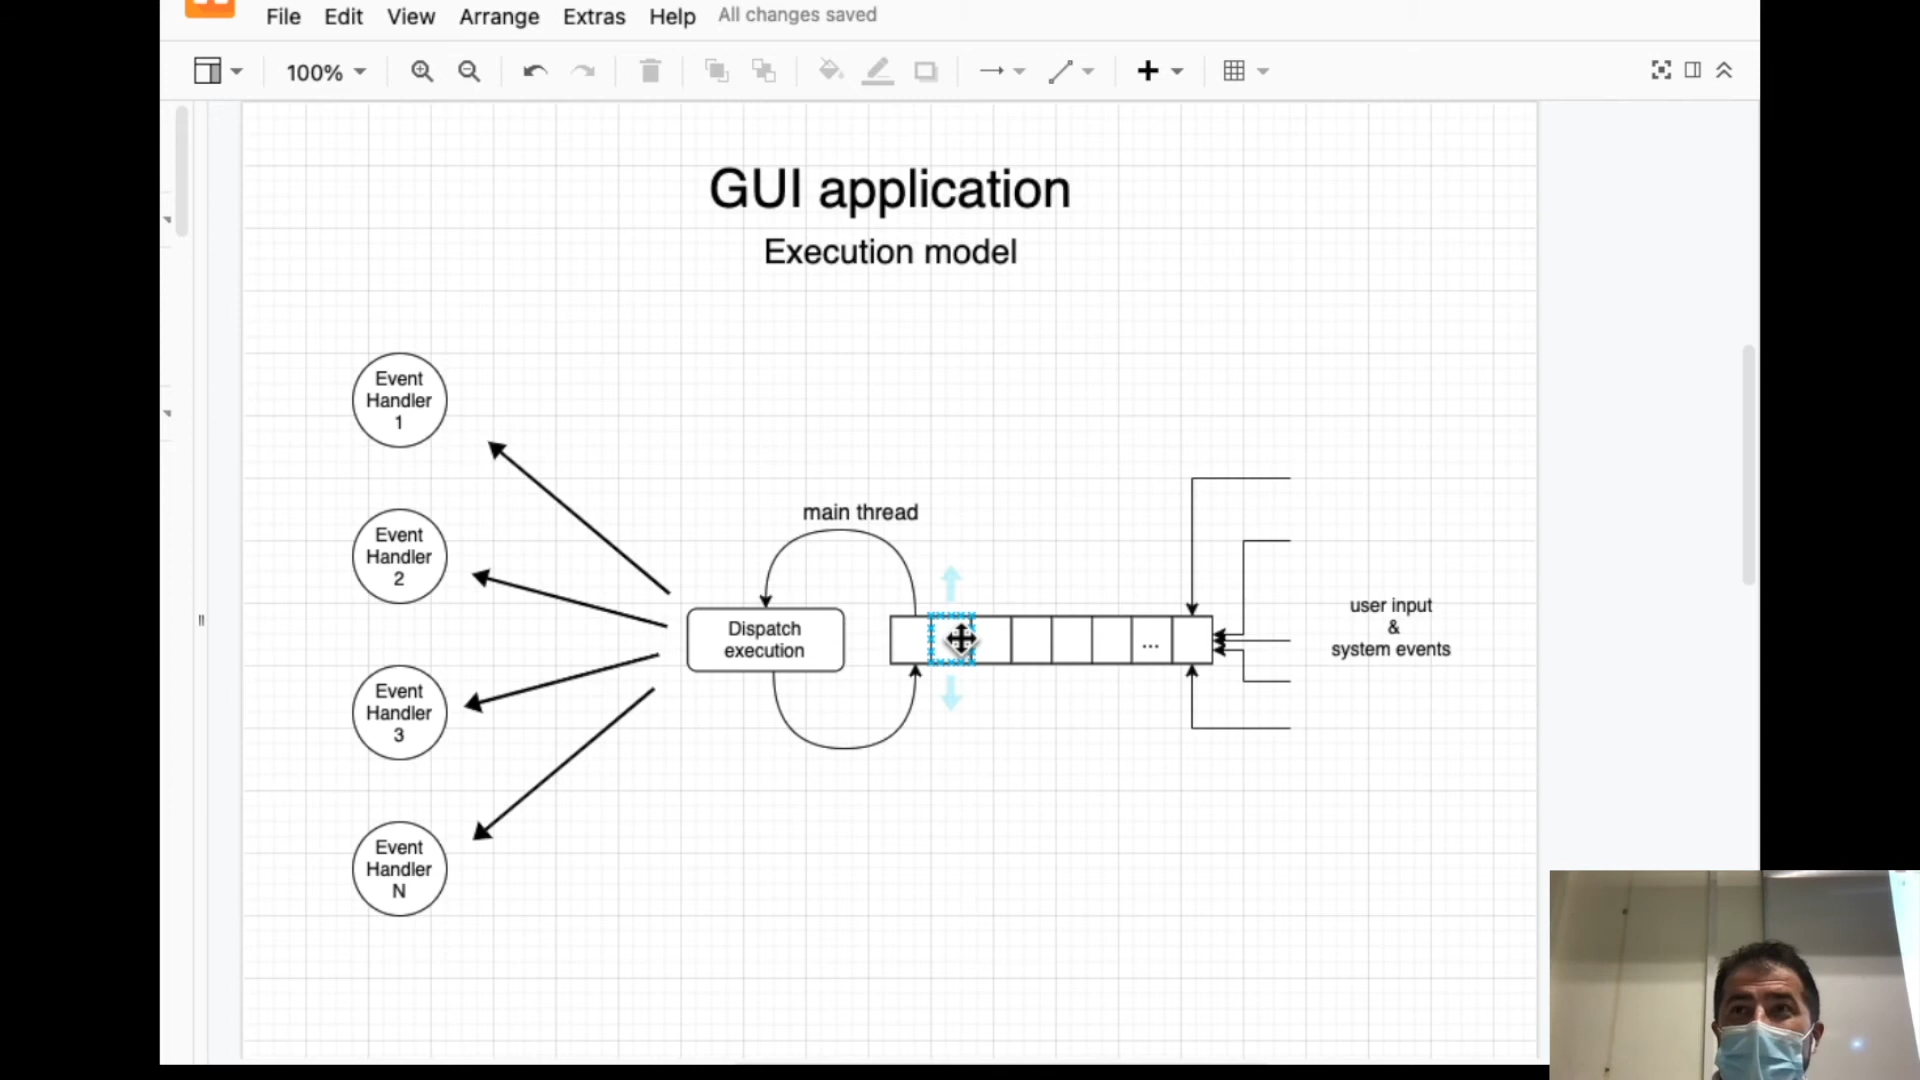 File Edit View Arrange Extras Help All changes saved
100%
GUI application
Execution model
Event
Handler
1
Event
Handler
2
Event
Handler
3
Event
Handler
N
main thread
Dispatch
execution
...
user input
&
system events